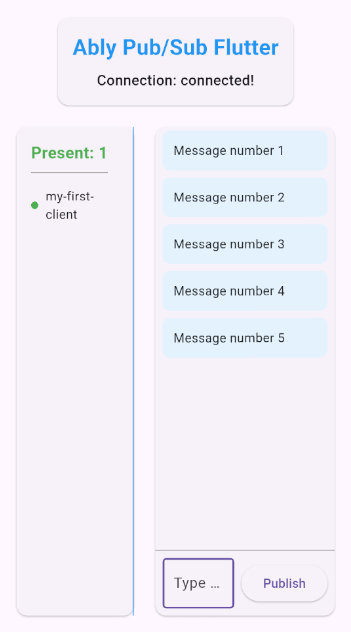 Ably Pub/Sub Flutter
Connection: connected!
Present: 1
my-first-
client
Message number 1
Message number 2
Message number 3
Message number 4
Message number 5
Type ...
Publish